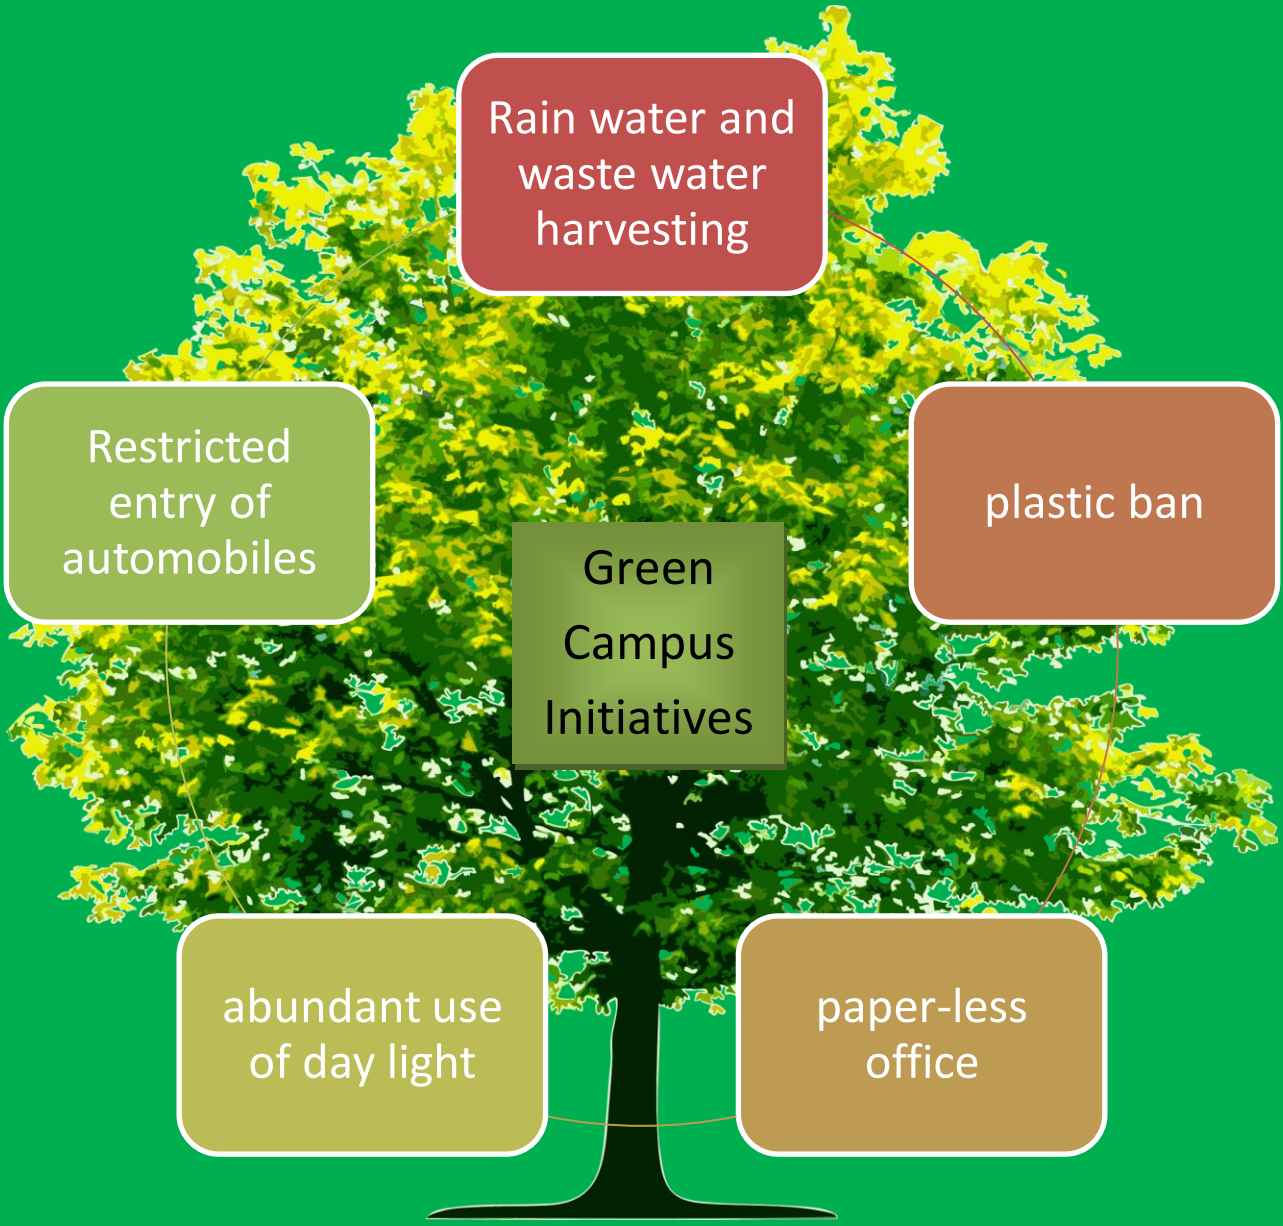 Rain water and
waste water
harvesting
Restricted
entry of
automobiles
plastic ban
Green
Campus
Initiatives
abundant use
of day light
paper-less
office